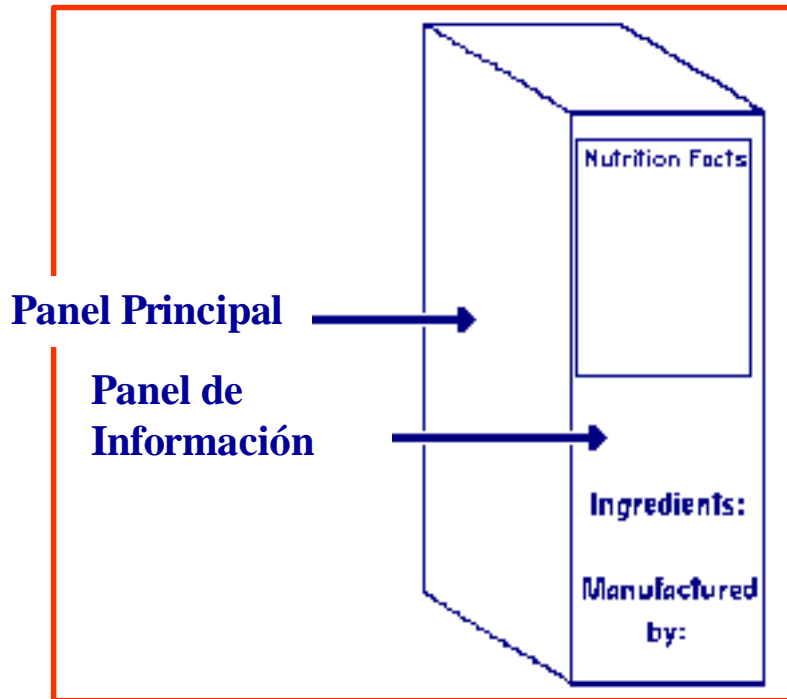 Nutrition Facts
Panel Principal
Panel de
Información
Ingredients:
Manufactured
by: